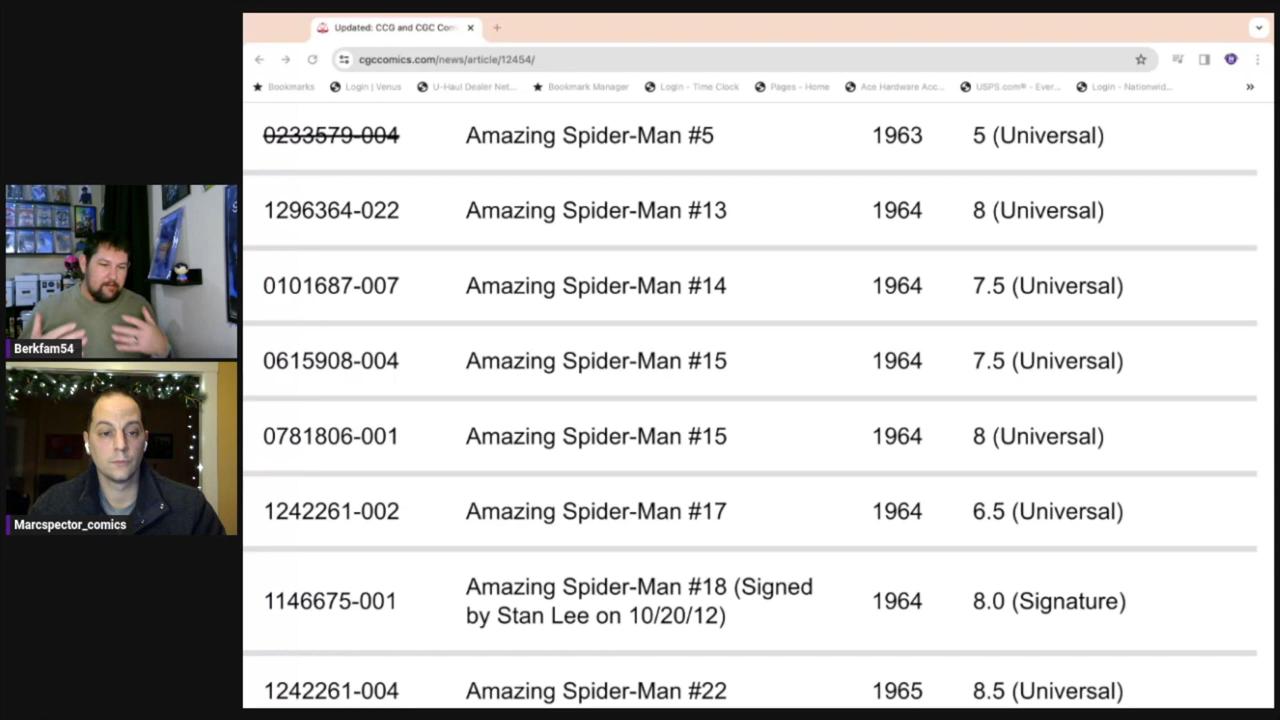 Updated: CCG and CGC Com
cgccomics.com/news/article/12454/
Bookmarks Login | Venus U-Haul Dealer Net... Bookmark Manager Login - Time Clock Pages - Home Ace Hardware Acc... USPS.com® - Ever... Login - Nationwid...
0233579-004 Amazing Spider-Man #5 1963 5 (Universal)
1296364-022 Amazing Spider-Man #13 1964 8 (Universal)
0101687-007 Amazing Spider-Man #14 1964 7.5 (Universal)
0615908-004 Amazing Spider-Man #15 1964 7.5 (Universal)
0781806-001 Amazing Spider-Man #15 1964 8 (Universal)
1242261-002 Amazing Spider-Man #17 1964 6.5 (Universal)
1146675-001 Amazing Spider-Man #18 (Signed
by Stan Lee on 10/20/12) 1964 8.0 (Signature)
1242261-004 Amazing Spider-Man #22 1965 8.5 (Universal)
Berkfam54
Marcspector_comics